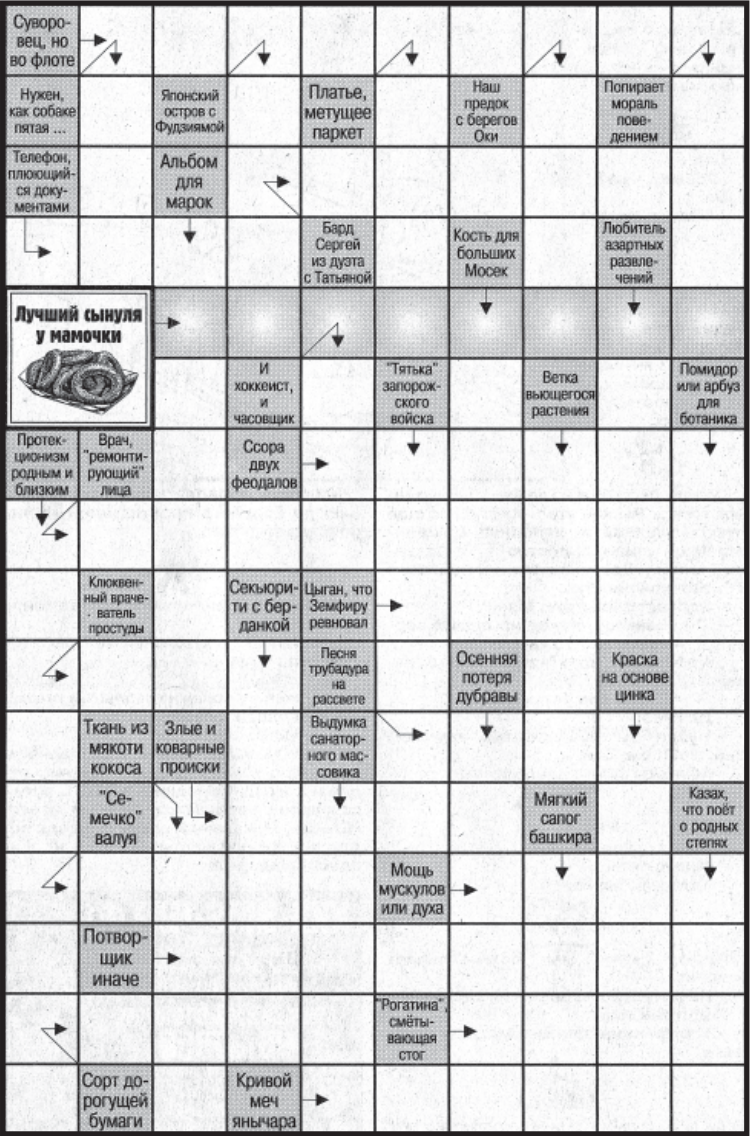 Суворо-
вец, но
во флоте
Нужен,
как собаке
пятая ...
Японский
остров с
Фудзиямой
Платье,
метущее
паркет
Наш
предок
с берегов
Оки
Попирает
мораль
пове-
дением
Телефон,
плюющий-
ся доку-
ментами
Альбом
для
марок
Бард
Сергей
из дуэта
с Татьяной
Кость для
больших
Мосек
Любитель
азартных
развле-
чений
Лучший сынуля
у мамочки
И
хоккеист,
и
часовщик
"Тятька"
запорож-
ского
войска
Ветка
вьющегося
растения
Помидор
или арбуз
для
ботаника
Протек-
ционизм
родным и
близким
Врач,
"ремонти-
рующий"
лица
Ссора
двух
феодалов
Клюквен-
ный враче-
ватель
простуды
Секьюри-
ти с бер-
данкой
Цыган, что
Земфиру
ревновал
Песня
трубадура
на
рассвете
Осенняя
потеря
дубравы
Краска
на основе
цинка
Ткань из
мякоти
кокоса
Злые и
коварные
происки
Выдумка
санатор-
ного мас-
совика
"Се-
мечко"
валуя
Мягкий
сапог
башкира
Казах,
что поёт
о родных
степях
Мощь
мускулов
или духа
Потвор-
щик
иначе
"Рогатина",
смёты-
вающая
стог
Сорт до-
рогущей
бумаги
Кривой
меч
янычара